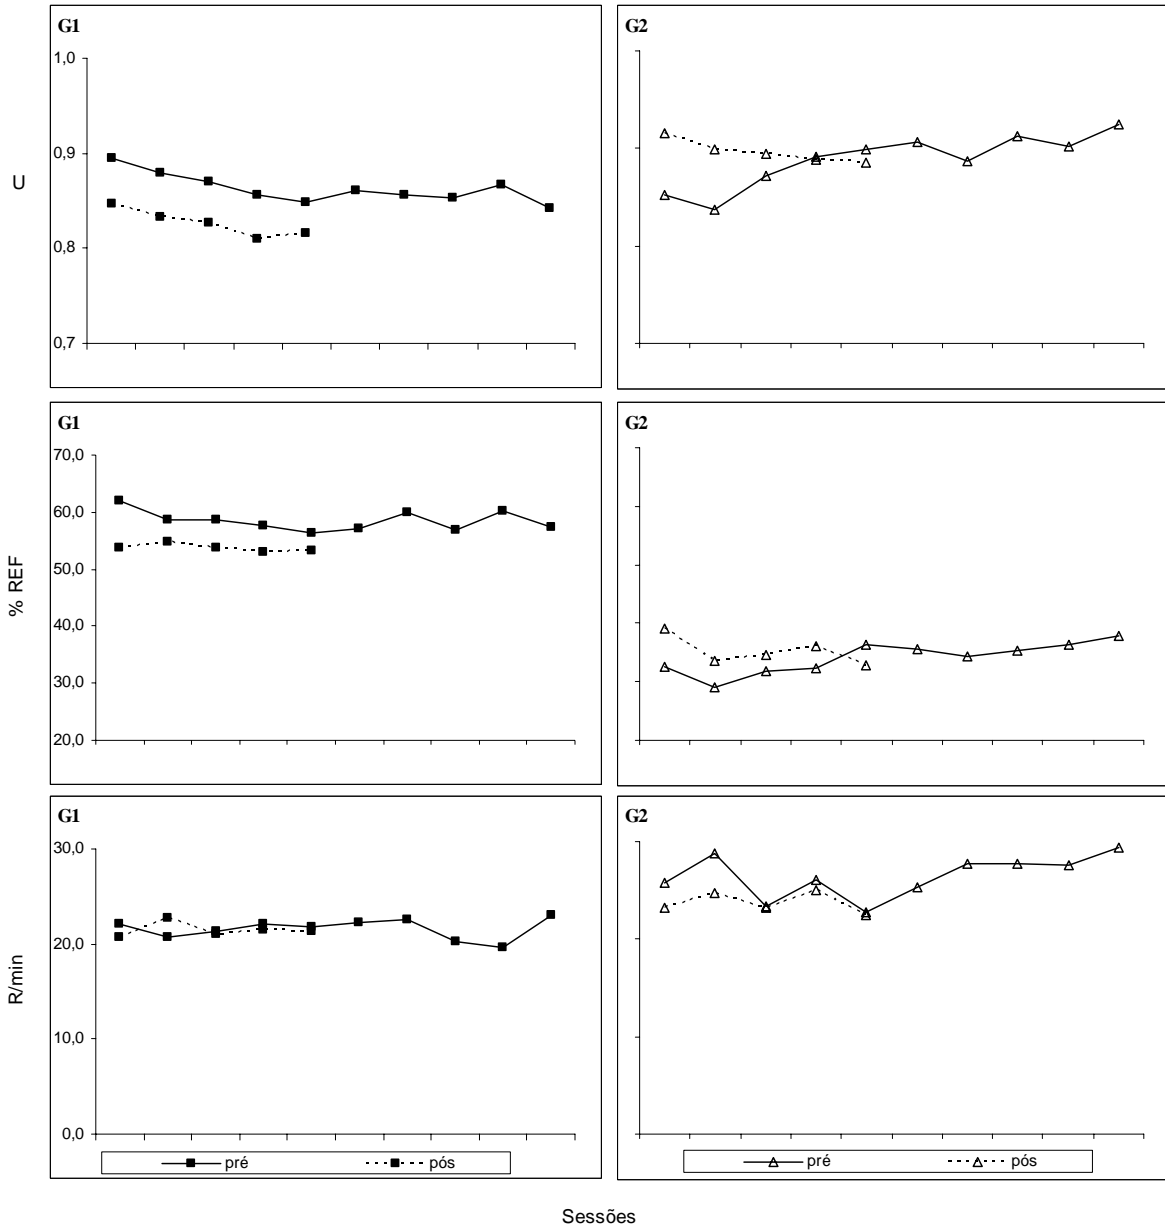 G1
1,0
0,9
U
0,8
0,7
G2
G1
70,0
60,0
50,0
% REF
40,0
30,0
20,0
G2
G1
30,0
20,0
R/min
10,0
0,0
pré pós
G2
pré pós
Sessões